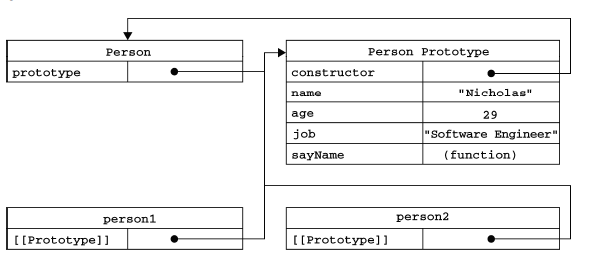 Person
prototype
Person Prototype
constructor
name "Nicholas"
age 29
job "Software Engineer"
sayName (function)
person1
[[Prototype]]
person2
[[Prototype]]